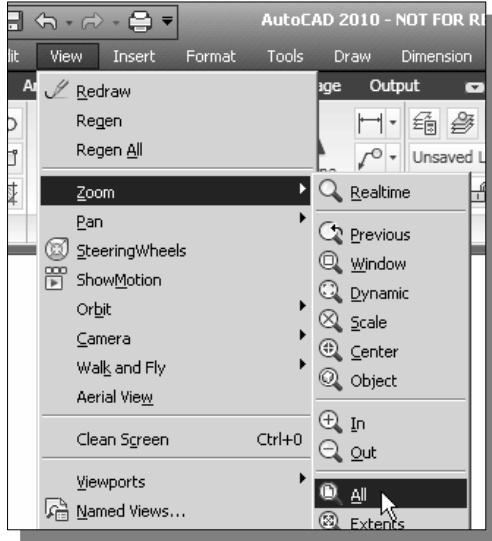 AutoCAD 2010 - NOT FOR RE
lit View Insert Format Tools Draw Dimension
Output
Unsaved L
Redraw
Regen
Regen All
Zoom
Pan
SteeringWheels
ShowMotion
Orbit
Camera
Walk and Fly
Aerial View
Clean Screen Ctrl+0
Viewports
Named Views...
Realtime
Previous
Window
Dynamic
Scale
Center
Object
In
Out
All
Extents